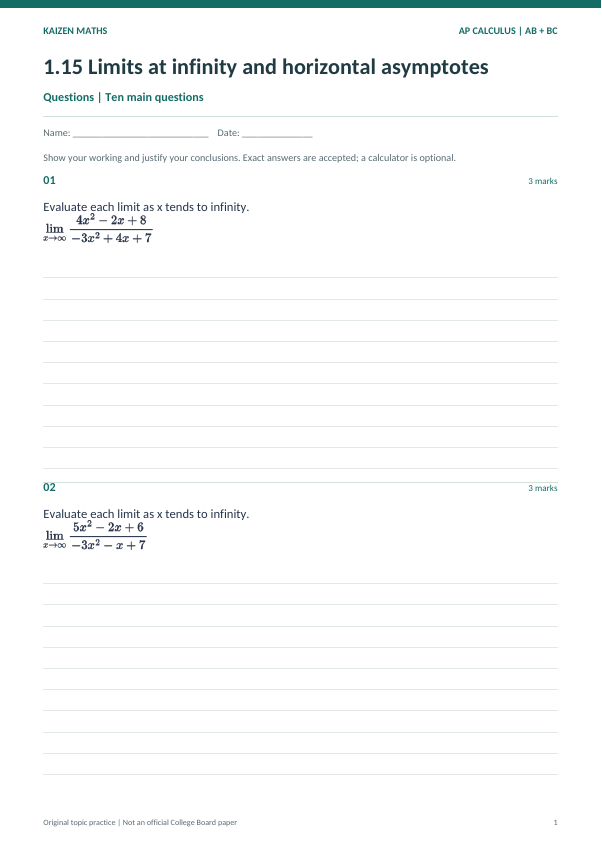 KAIZEN MATHS AP CALCULUS | AB + BC
1.15 Limits at infinity and horizontal asymptotes
Questions | Ten main questions
Name: ______________________________ Date: _______________
Show your working and justify your conclusions. Exact answers are accepted; a calculator is optional.
01 3 marks
Evaluate each limit as x tends to infinity.
lim x→∞ (4x² − 2x + 8)/(−3x² + 4x + 7)
02 3 marks
Evaluate each limit as x tends to infinity.
lim x→∞ (5x² − 2x + 6)/(−3x² − x + 7)
Original topic practice | Not an official College Board paper 1